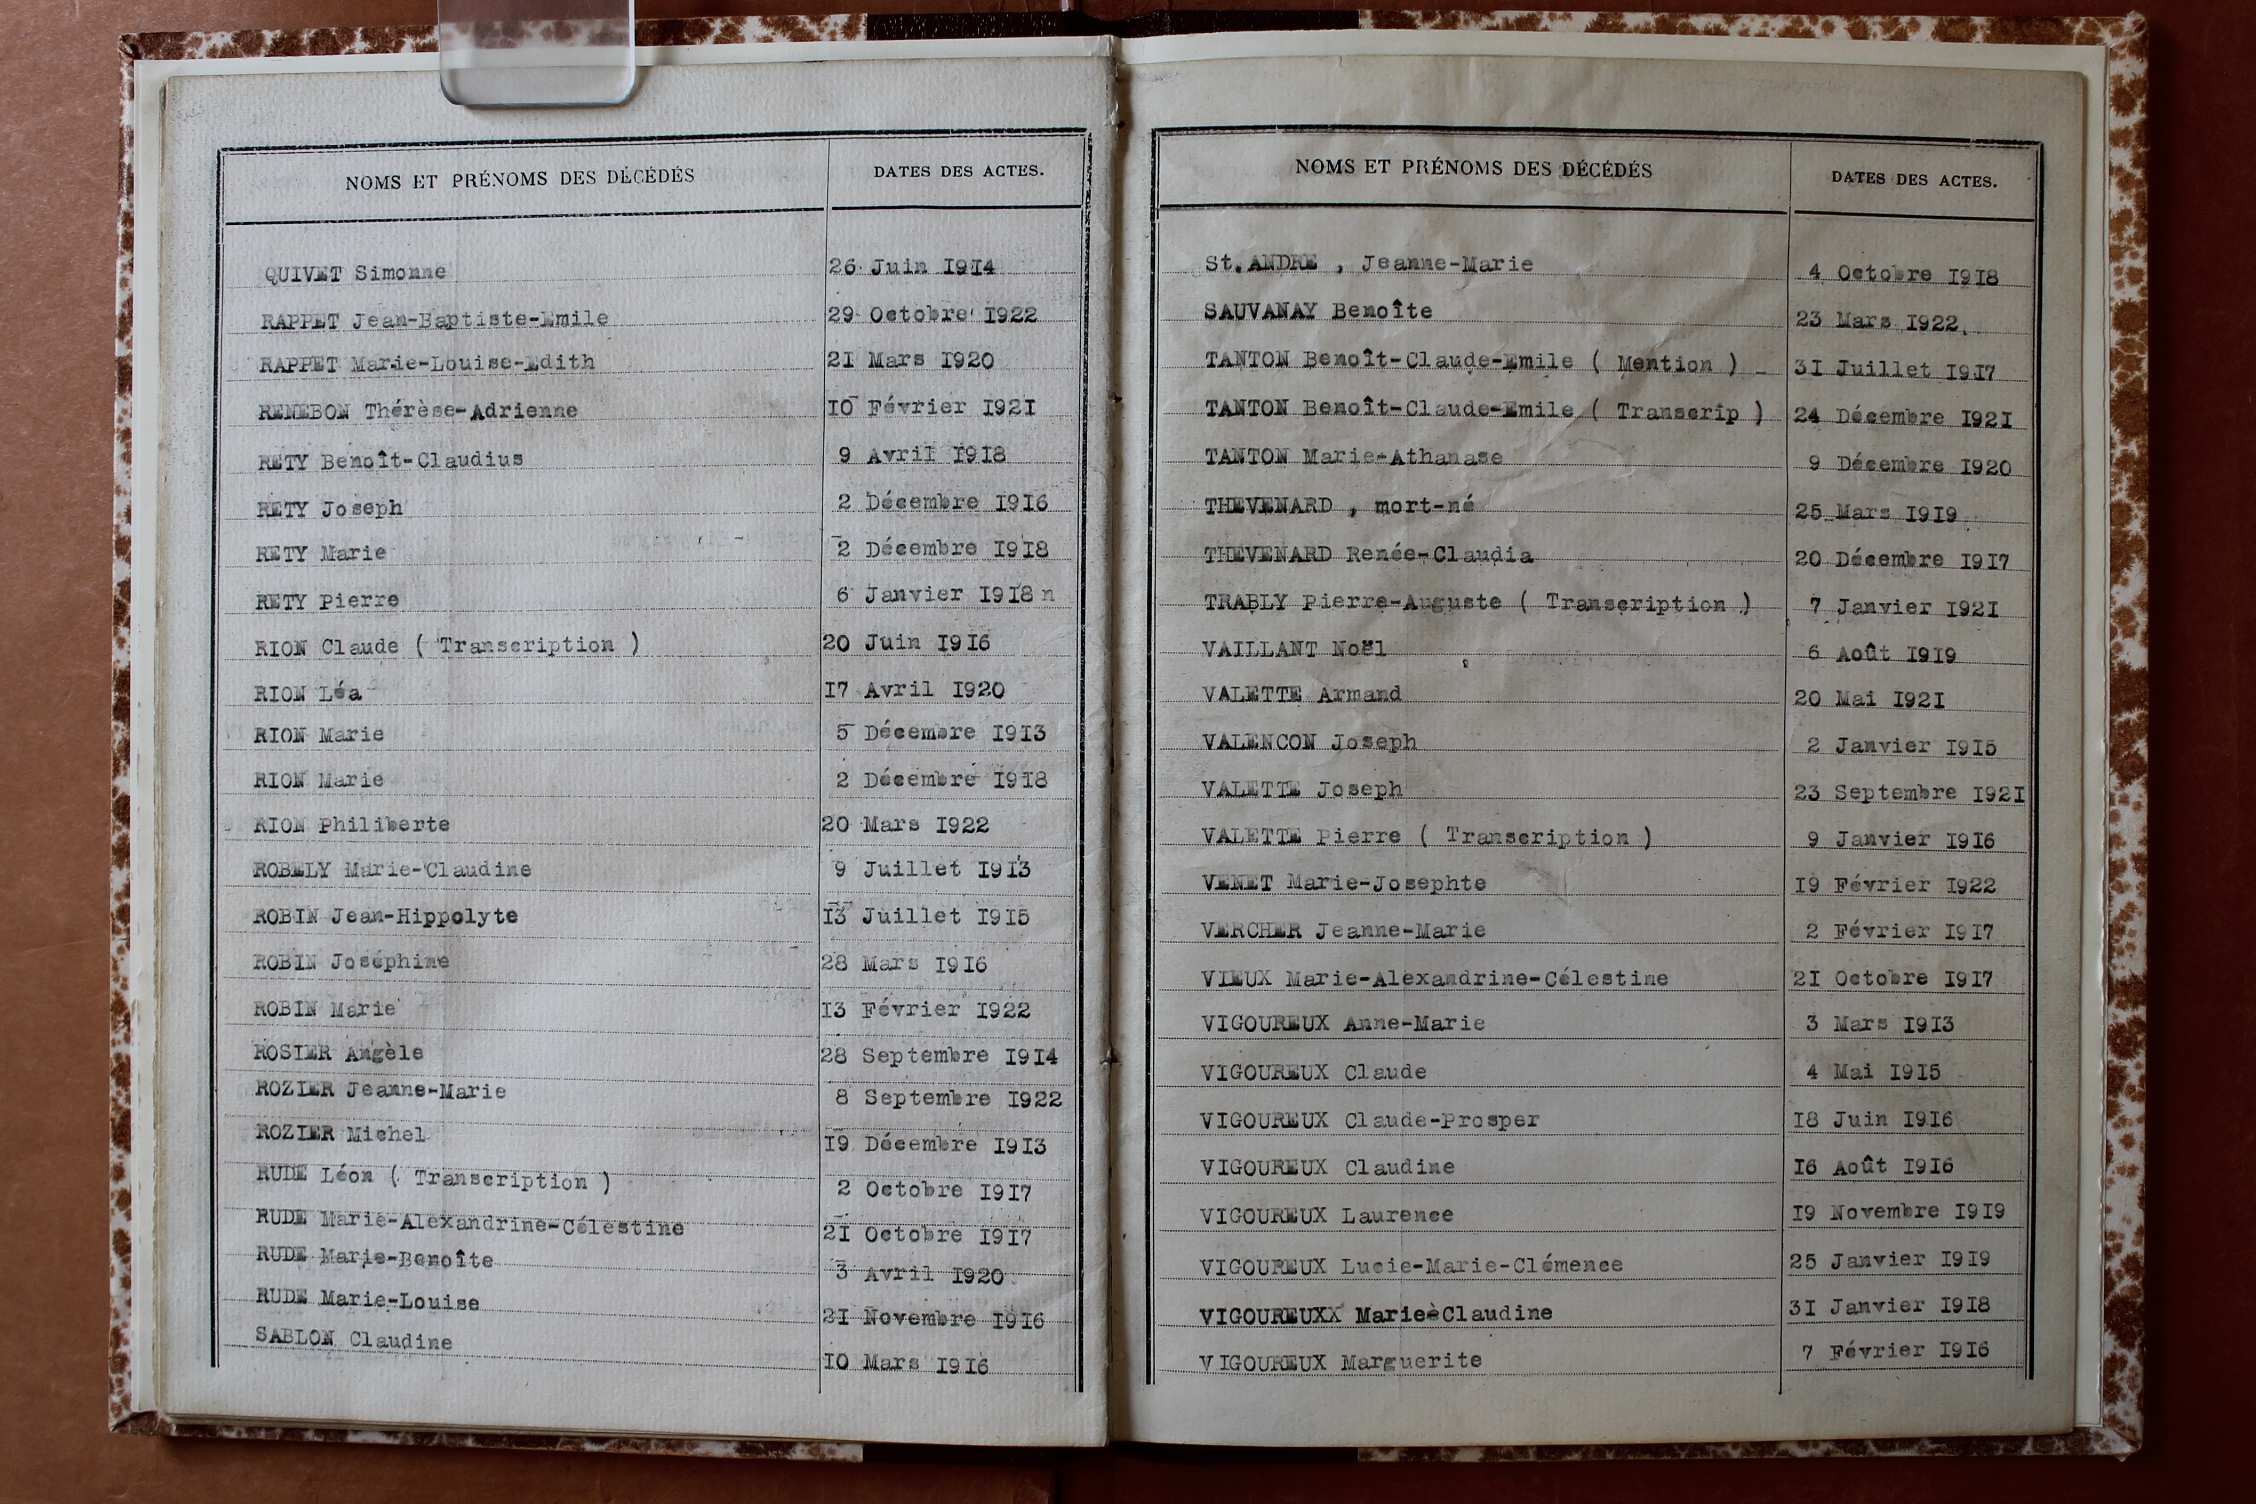 NOMS ET PRÉNOMS DES DÉCÉDÉS DATES DES ACTES.
QUIVET Simonne 26 Juin 1914
RAPPET Jean-Baptiste-Emile 29 Octobre 1922
RAPPET Marie-Louise-Edith 21 Mars 1920
RENEBON Thérèse-Adrienne 10 Février 1921
RETY Benoît-Claudius 9 Avril 1918
RETY Joseph 2 Décembre 1916
RETY Marie 2 Décembre 1918
RETY Pierre 6 Janvier 1918 n
RION Claude ( Transcription ) 20 Juin 1916
RION Léa 17 Avril 1920
RION Marie 5 Décembre 1913
RION Marie 2 Décembre 1918
RION Philiberte 20 Mars 1922
ROBELY Marie-Claudine 9 Juillet 1913
ROBIN Jean-Hippolyte 13 Juillet 1915
ROBIN Joséphine 28 Mars 1916
ROBIN Marie 13 Février 1922
ROSIER Angèle 28 Septembre 1914
ROZIER Jeanne-Marie 8 Septembre 1922
ROZIER Michel 19 Décembre 1913
RUDE Léon ( Transcription ) 2 Octobre 1917
RUDE Marie-Alexandrine-Célestine 21 Octobre 1917
RUDE Marie-Benoîte 3 Avril 1920
RUDE Marie-Louise 21 Novembre 1916
SABLON Claudine 10 Mars 1916
NOMS ET PRÉNOMS DES DÉCÉDÉS DATES DES ACTES.
St.ANDRE , Jeanne-Marie 4 Octobre 1918
SAUVANAY Benoîte 23 Mars 1922
TANTON Benoît-Claude-Emile ( Mention ) 31 Juillet 1917
TANTON Benoît-Claude-Emile ( Transcrip ) 24 Décembre 1921
TANTON Marie-Athanase 9 Décembre 1920
THEVENARD , mort-né 25 Mars 1919
THEVENARD Renée-Claudia 20 Décembre 1917
TRABLY Pierre-Auguste ( Transcription ) 7 Janvier 1921
VAILLANT Noël 6 Août 1919
VALETTE Armand 20 Mai 1921
VALENCON Joseph 2 Janvier 1915
VALETTE Joseph 23 Septembre 1921
VALETTE Pierre ( Transcription ) 9 Janvier 1916
VENET Marie-Josephte 19 Février 1922
VERCHER Jeanne-Marie 2 Février 1917
VIEUX Marie-Alexandrine-Célestine 21 Octobre 1917
VIGOUREUX Anne-Marie 3 Mars 1913
VIGOUREUX Claude 4 Mai 1915
VIGOUREUX Claude-Prosper 18 Juin 1916
VIGOUREUX Claudine 16 Août 1916
VIGOUREUX Laurence 19 Novembre 1919
VIGOUREUX Lucie-Marie-Clémence 25 Janvier 1919
VIGOUREUXX MarieèClaudine 31 Janvier 1918
VIGOUREUX Marguerite 7 Février 1916